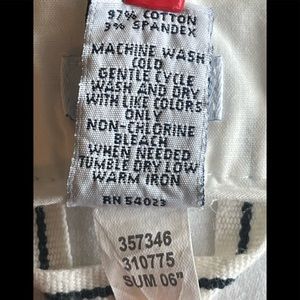 97% COTTON
3% SPANDEX
MACHINE WASH
COLD
GENTLE CYCLE
WASH AND DRY
WITH LIKE COLORS
ONLY
NON-CHLORINE
BLEACH
WHEN NEEDED
TUMBLE DRY LOW
WARM IRON
RN 54023
357346
310775
SUM 06"